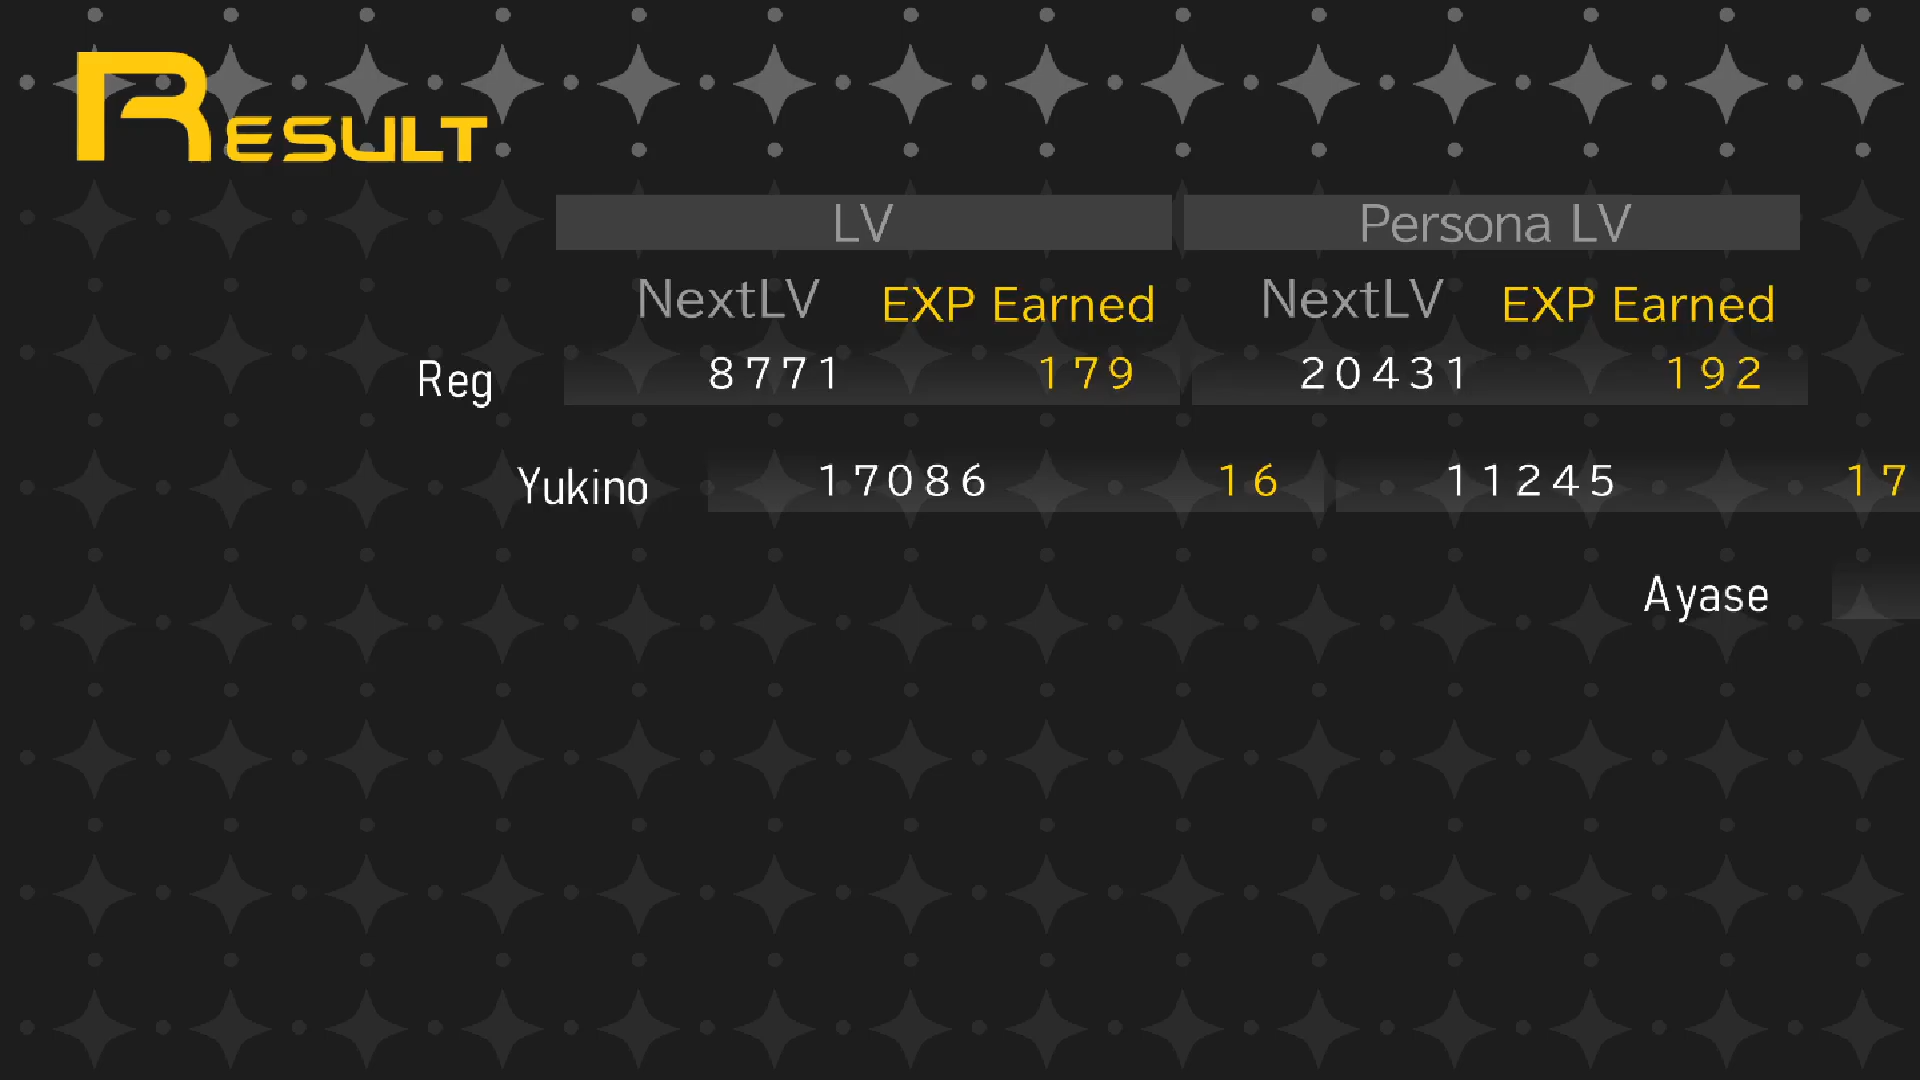 RESULT
LV Persona LV
NextLV EXP Earned NextLV EXP Earned
Reg 8771 179 20431 192
Yukino 17086 16 11245 17
Ayase